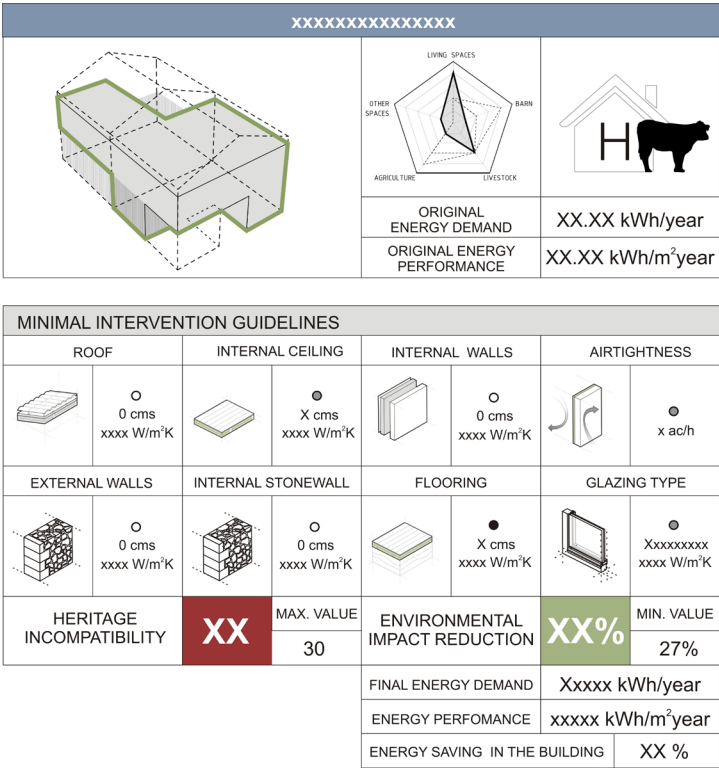 xxxxxxxxxxxxxxx
LIVING SPACES
OTHER
SPACES
BARN
AGRICULTURE
LIVESTOCK
H
ORIGINAL
ENERGY DEMAND
XX.XX kWh/year
ORIGINAL ENERGY
PERFORMANCE
XX.XX kWh/m²year
MINIMAL INTERVENTION GUIDELINES
ROOF
INTERNAL CEILING
INTERNAL WALLS
AIRTIGHTNESS
0 cms
xxxx W/m²K
X cms
xxxx W/m²K
0 cms
xxxx W/m²K
x ac/h
EXTERNAL WALLS
INTERNAL STONEWALL
FLOORING
GLAZING TYPE
0 cms
xxxx W/m²K
0 cms
xxxx W/m²K
X cms
xxxx W/m²K
Xxxxxxxxx
xxxx W/m²K
HERITAGE
INCOMPATIBILITY
XX
MAX. VALUE
30
ENVIRONMENTAL
IMPACT REDUCTION
XX%
MIN. VALUE
27%
FINAL ENERGY DEMAND
Xxxxx kWh/year
ENERGY PERFOMANCE
xxxxx kWh/m²year
ENERGY SAVING IN THE BUILDING
XX %